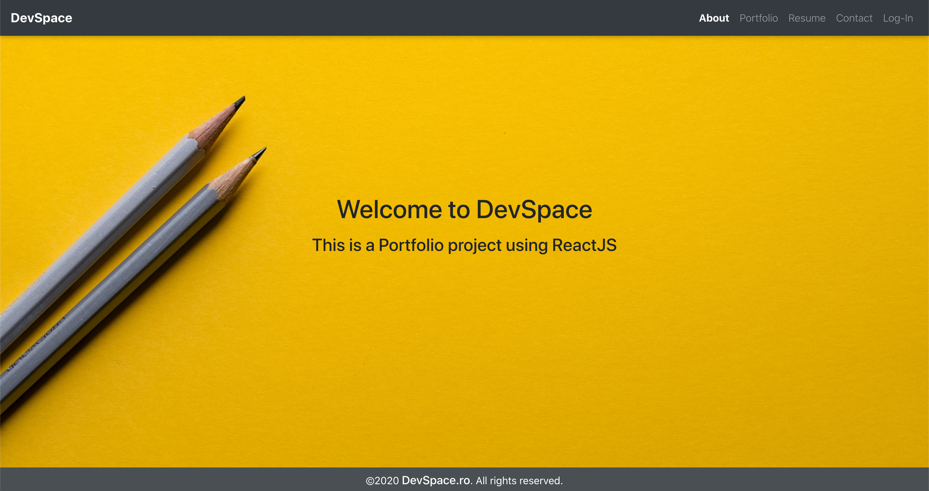 DevSpace
About Portfolio Resume Contact Log-In
Welcome to DevSpace
This is a Portfolio project using ReactJS
©2020 DevSpace.ro. All rights reserved.